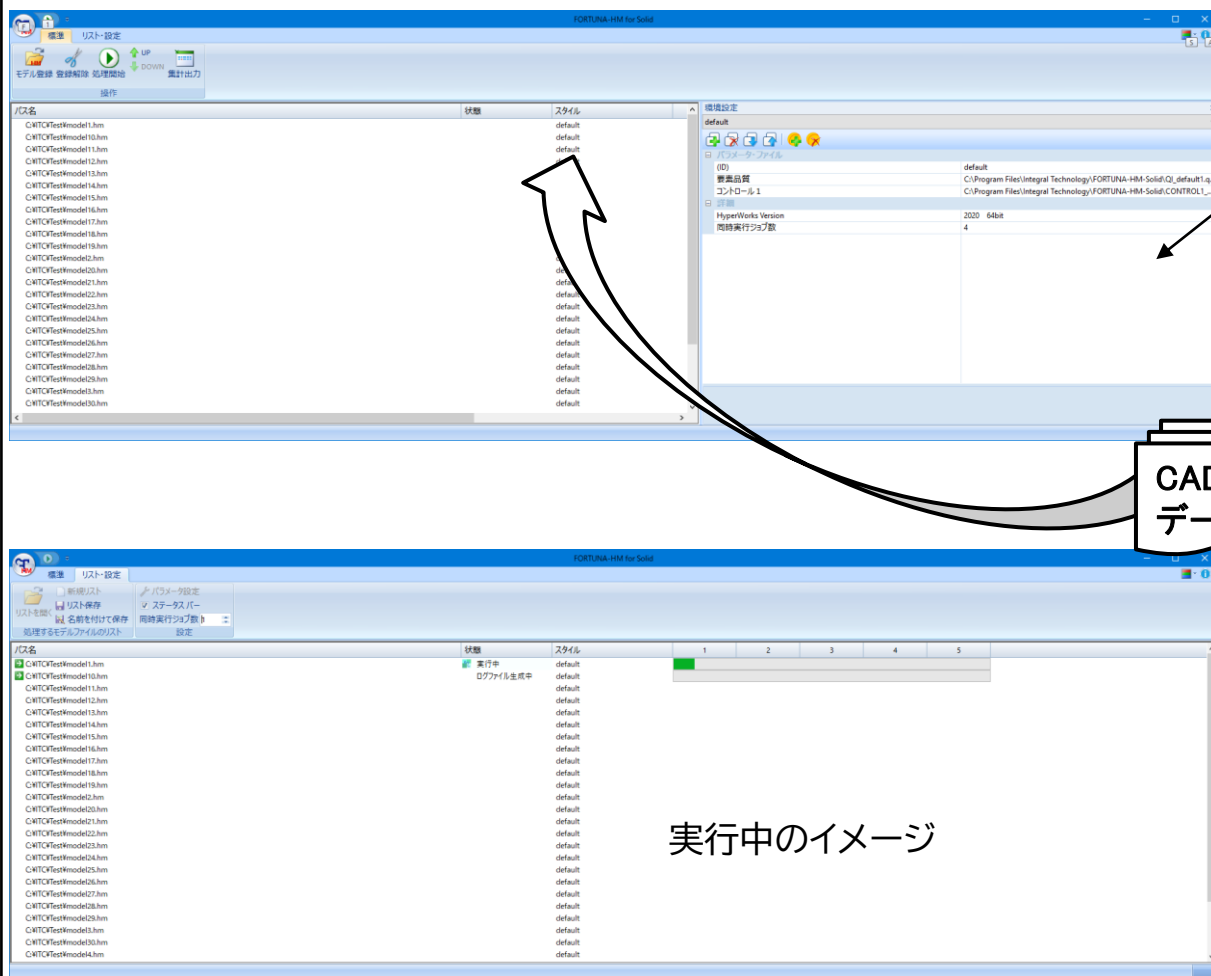 FORTUNA-HM for Solid
標準 リスト・設定
モデル登録 登録解除 処理開始 UP DOWN 集計出力
操作
パス名 状態 スタイル
C:¥ITC¥Test¥model1.hm default
C:¥ITC¥Test¥model10.hm default
C:¥ITC¥Test¥model11.hm default
C:¥ITC¥Test¥model12.hm default
C:¥ITC¥Test¥model13.hm default
C:¥ITC¥Test¥model14.hm default
C:¥ITC¥Test¥model15.hm default
C:¥ITC¥Test¥model16.hm default
C:¥ITC¥Test¥model17.hm default
C:¥ITC¥Test¥model18.hm default
C:¥ITC¥Test¥model19.hm default
C:¥ITC¥Test¥model2.hm
C:¥ITC¥Test¥model20.hm
C:¥ITC¥Test¥model21.hm
C:¥ITC¥Test¥model22.hm default
C:¥ITC¥Test¥model23.hm default
C:¥ITC¥Test¥model24.hm default
C:¥ITC¥Test¥model25.hm default
C:¥ITC¥Test¥model26.hm default
C:¥ITC¥Test¥model27.hm default
C:¥ITC¥Test¥model28.hm default
C:¥ITC¥Test¥model29.hm default
C:¥ITC¥Test¥model3.hm default
C:¥ITC¥Test¥model30.hm default
環境設定
default
パラメータ・ファイル
(ID) default
要素品質 C:\Program Files\Integral Technology\FORTUNA-HM-Solid\QI_default1.q
コントロール 1 C:\Program Files\Integral Technology\FORTUNA-HM-Solid\CONTROL1_...
詳細
HyperWorks Version 2020 64bit
同時実行ジョブ数 4
CAD
デー
FORTUNA-HM for Solid
標準 リスト・設定
リストを開く 新規リスト パラメータ設定
リスト保存 ステータス バー
名前を付けて保存 同時実行ジョブ数
処理するモデルファイルのリスト 設定
パス名 状態 スタイル 1 2 3 4 5
C:¥ITC¥Test¥model1.hm 実行中 default
C:¥ITC¥Test¥model10.hm ログファイル生成中 default
C:¥ITC¥Test¥model11.hm default
C:¥ITC¥Test¥model12.hm default
C:¥ITC¥Test¥model13.hm default
C:¥ITC¥Test¥model14.hm default
C:¥ITC¥Test¥model15.hm default
C:¥ITC¥Test¥model16.hm default
C:¥ITC¥Test¥model17.hm default
C:¥ITC¥Test¥model18.hm default
C:¥ITC¥Test¥model19.hm default
C:¥ITC¥Test¥model2.hm default
C:¥ITC¥Test¥model20.hm default
C:¥ITC¥Test¥model21.hm default
C:¥ITC¥Test¥model22.hm default
C:¥ITC¥Test¥model23.hm default
C:¥ITC¥Test¥model24.hm default
C:¥ITC¥Test¥model25.hm default
C:¥ITC¥Test¥model26.hm default
C:¥ITC¥Test¥model27.hm default
C:¥ITC¥Test¥model28.hm default
C:¥ITC¥Test¥model29.hm default
C:¥ITC¥Test¥model3.hm default
C:¥ITC¥Test¥model30.hm default
C:¥ITC¥Test¥model4.hm default
実行中のイメージ